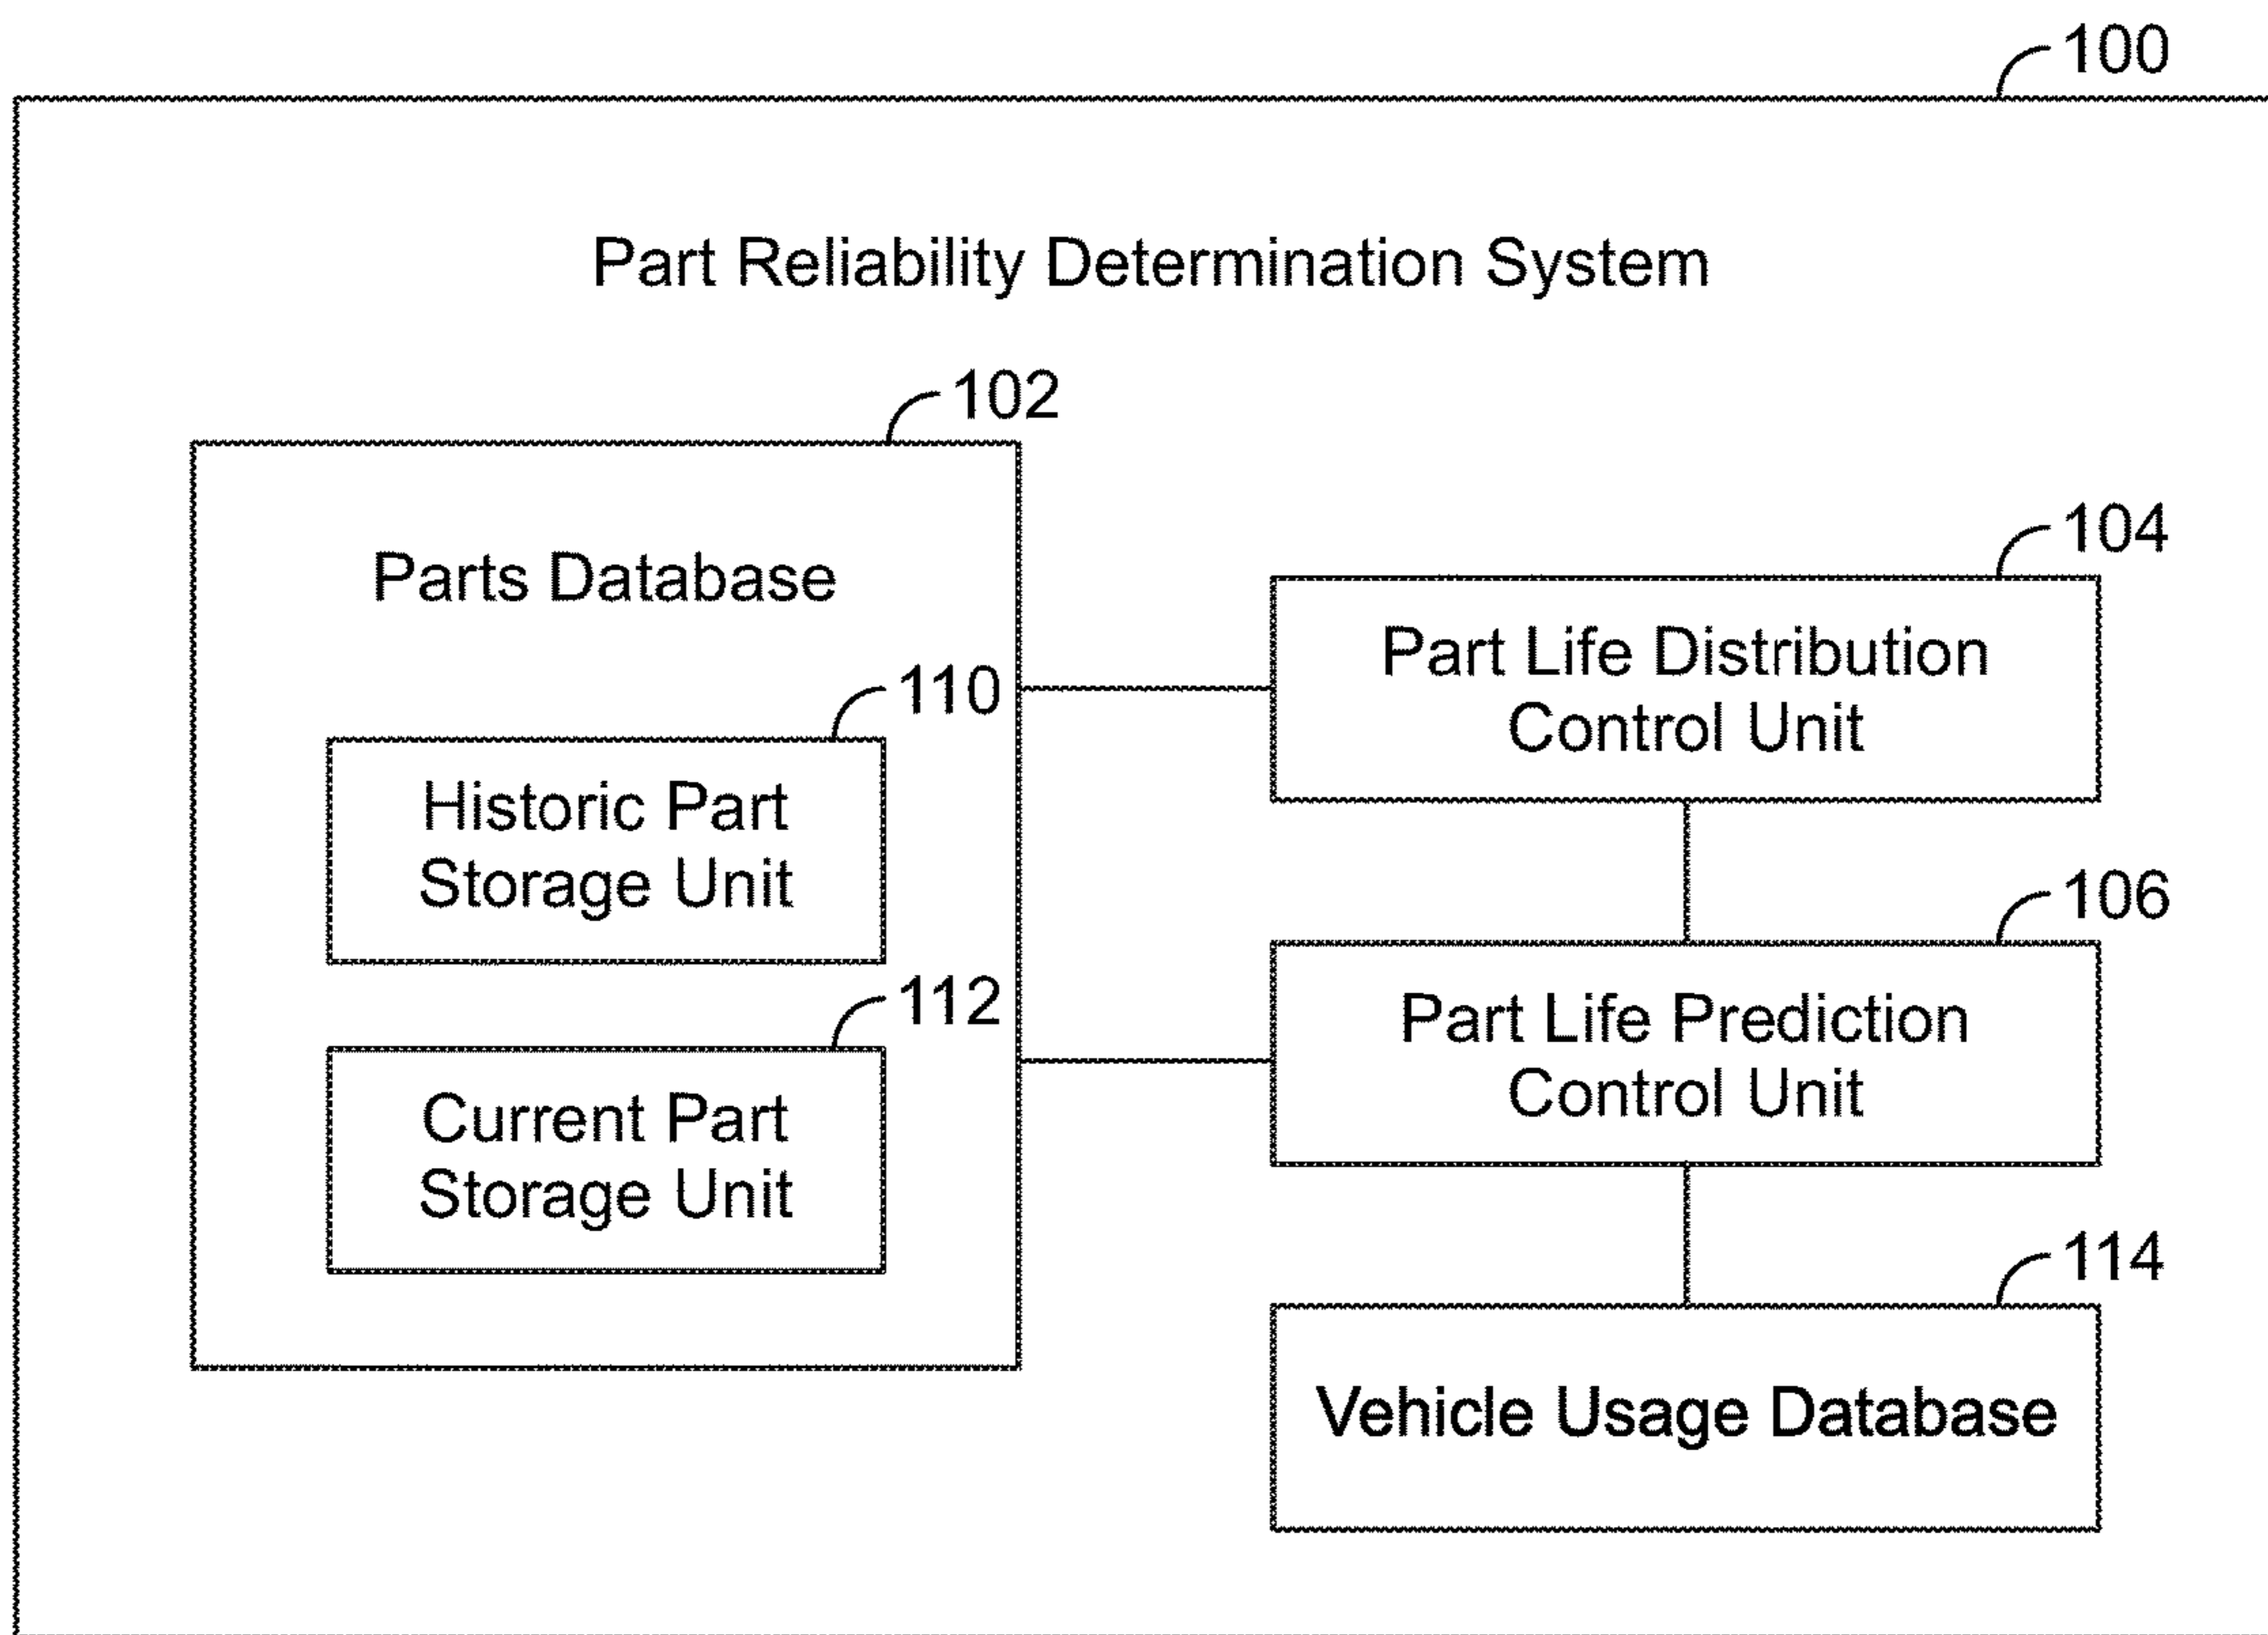 100
Part Reliability Determination System
102
Parts Database
110
Historic Part
Storage Unit
112
Current Part
Storage Unit
104
Part Life Distribution
Control Unit
106
Part Life Prediction
Control Unit
114
Vehicle Usage Database